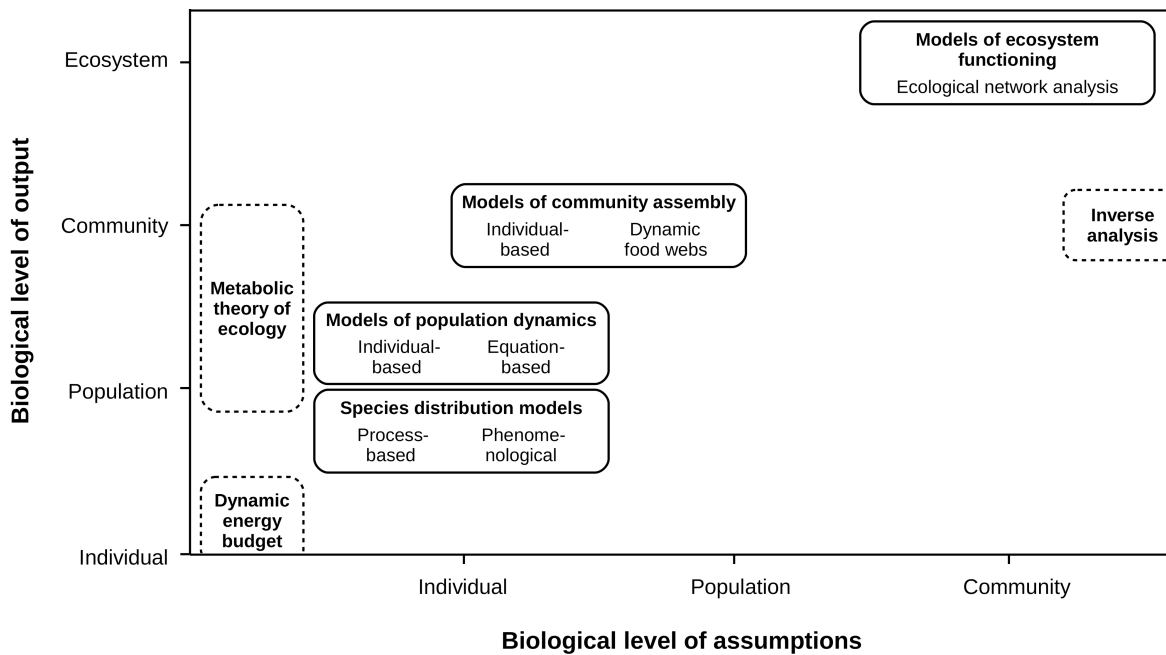 Models of ecosystem
functioning
Ecological network analysis
Ecosystem
Models of community assembly
Individual-
based
Dynamic
food webs
Inverse
analysis
Community
Metabolic
theory of
ecology
Models of population dynamics
Individual-
based
Equation-
based
Population
Species distribution models
Process-
based
Phenome-
nological
Dynamic
energy
budget
Individual
Individual
Population
Community
Biological level of output
Biological level of assumptions